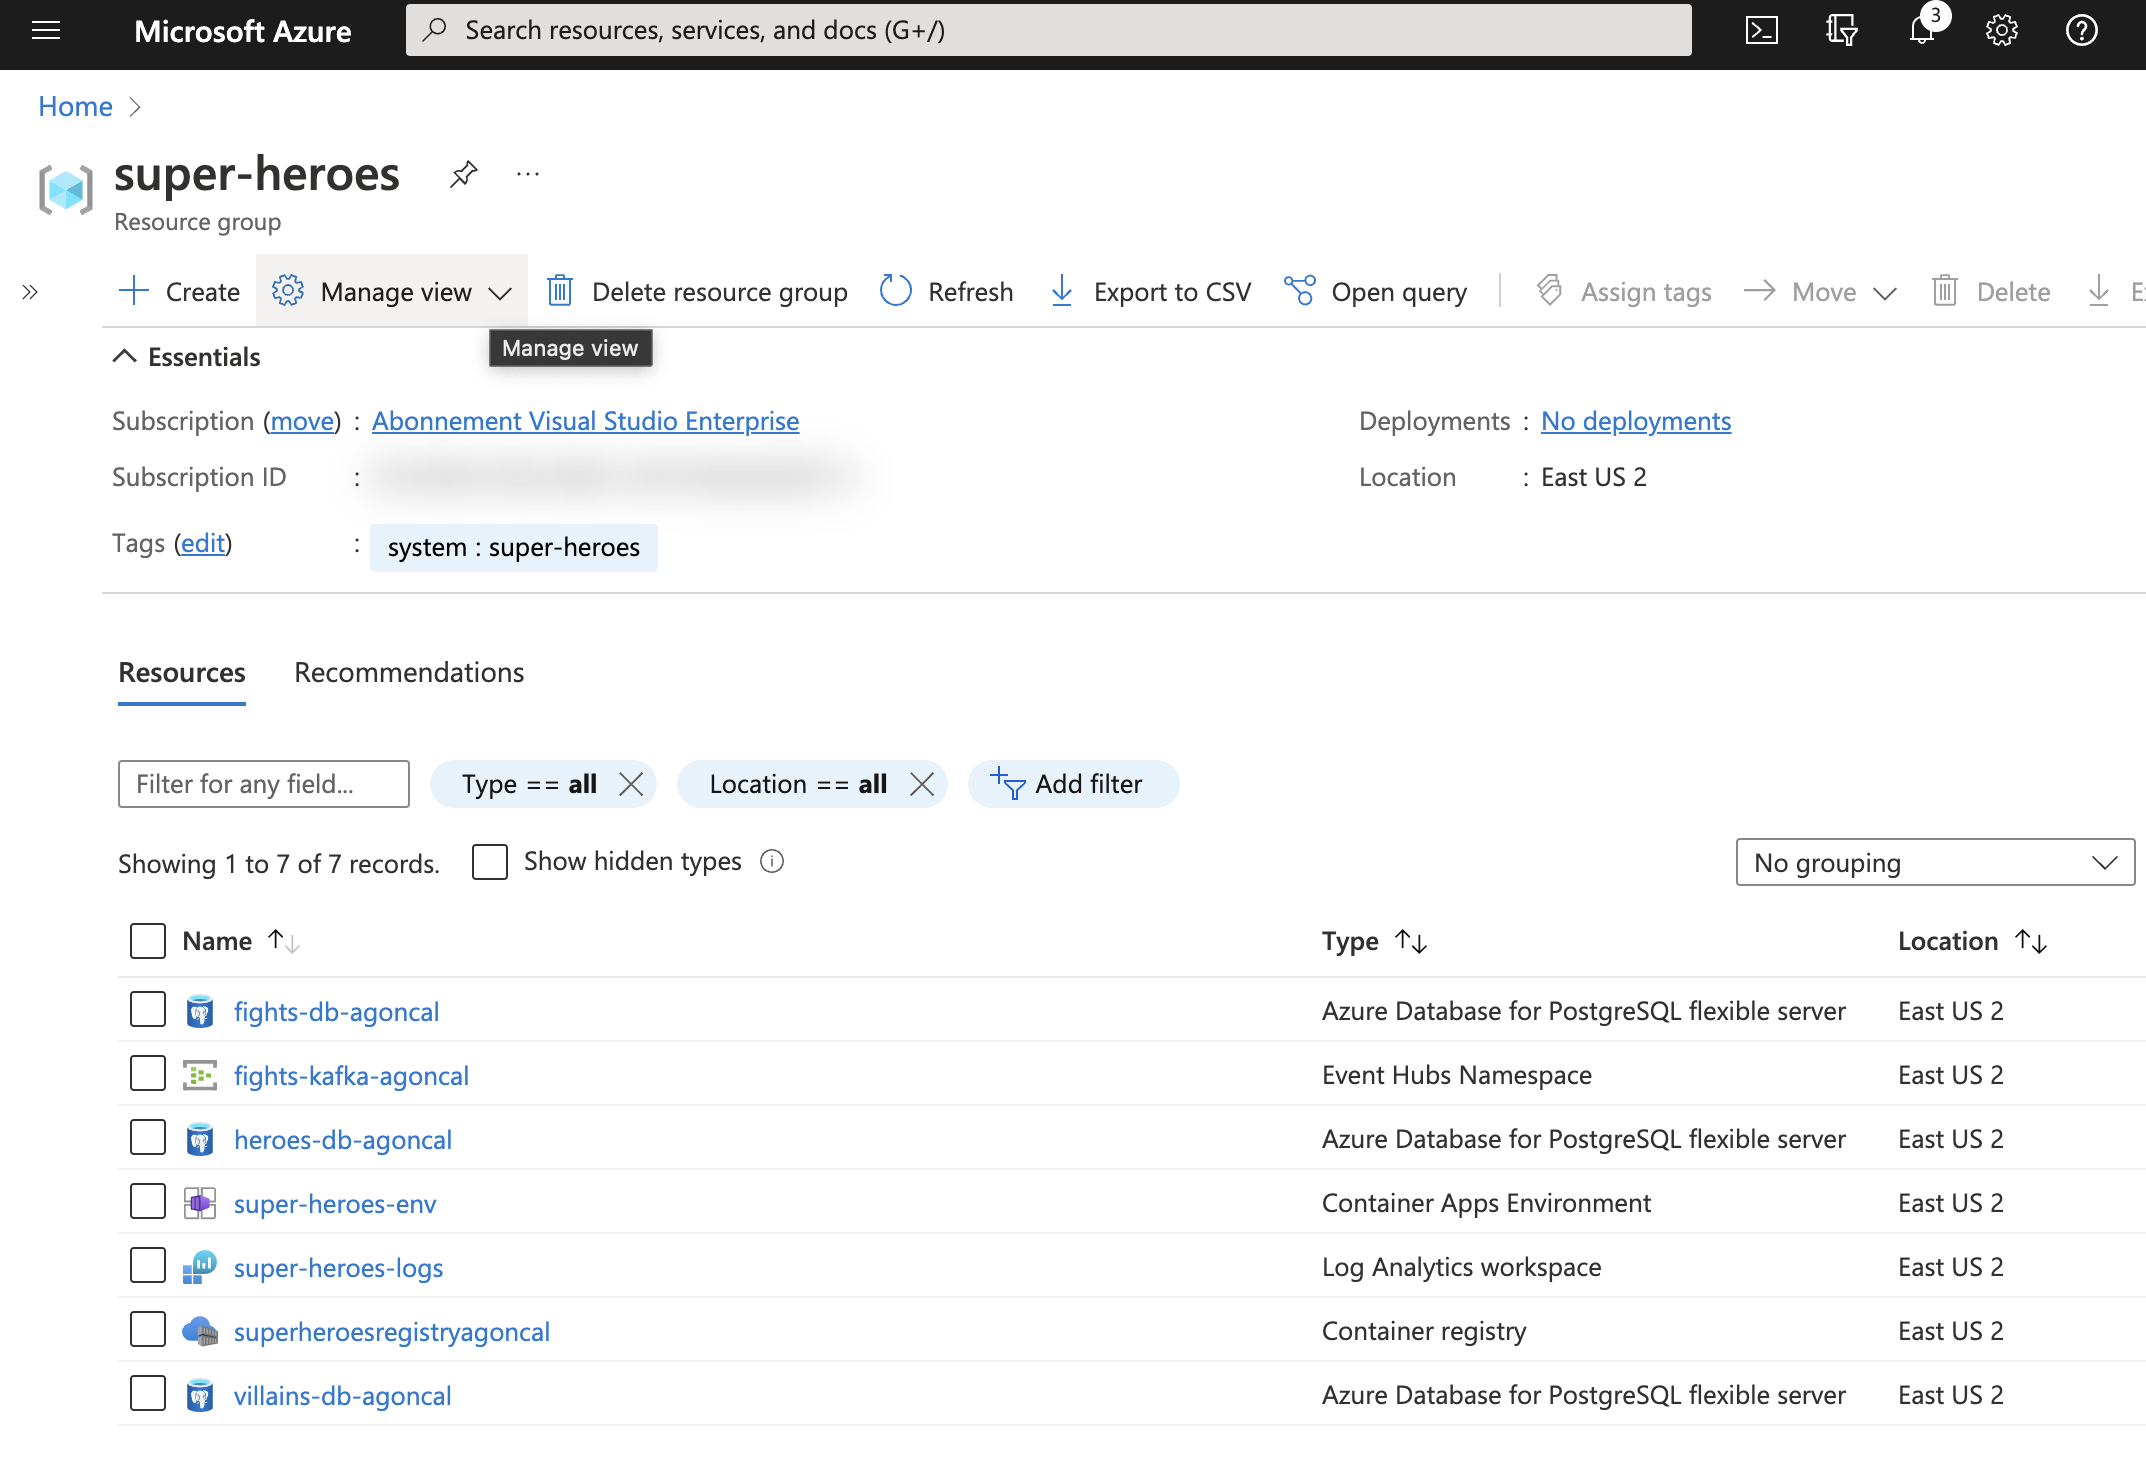 Microsoft Azure
Search resources, services, and docs (G+/)
3
Home
super-heroes
Resource group
Create Manage view Delete resource group Refresh Export to CSV Open query Assign tags Move Delete
Manage view
Essentials
Subscription (move) : Abonnement Visual Studio Enterprise
Deployments : No deployments
Subscription ID :
Location : East US 2
Tags (edit) : system : super-heroes
Resources Recommendations
Filter for any field... Type == all Location == all Add filter
Showing 1 to 7 of 7 records. Show hidden types No grouping
Name Type Location
fights-db-agoncal Azure Database for PostgreSQL flexible server East US 2
fights-kafka-agoncal Event Hubs Namespace East US 2
heroes-db-agoncal Azure Database for PostgreSQL flexible server East US 2
super-heroes-env Container Apps Environment East US 2
super-heroes-logs Log Analytics workspace East US 2
superheroesregistryagoncal Container registry East US 2
villains-db-agoncal Azure Database for PostgreSQL flexible server East US 2